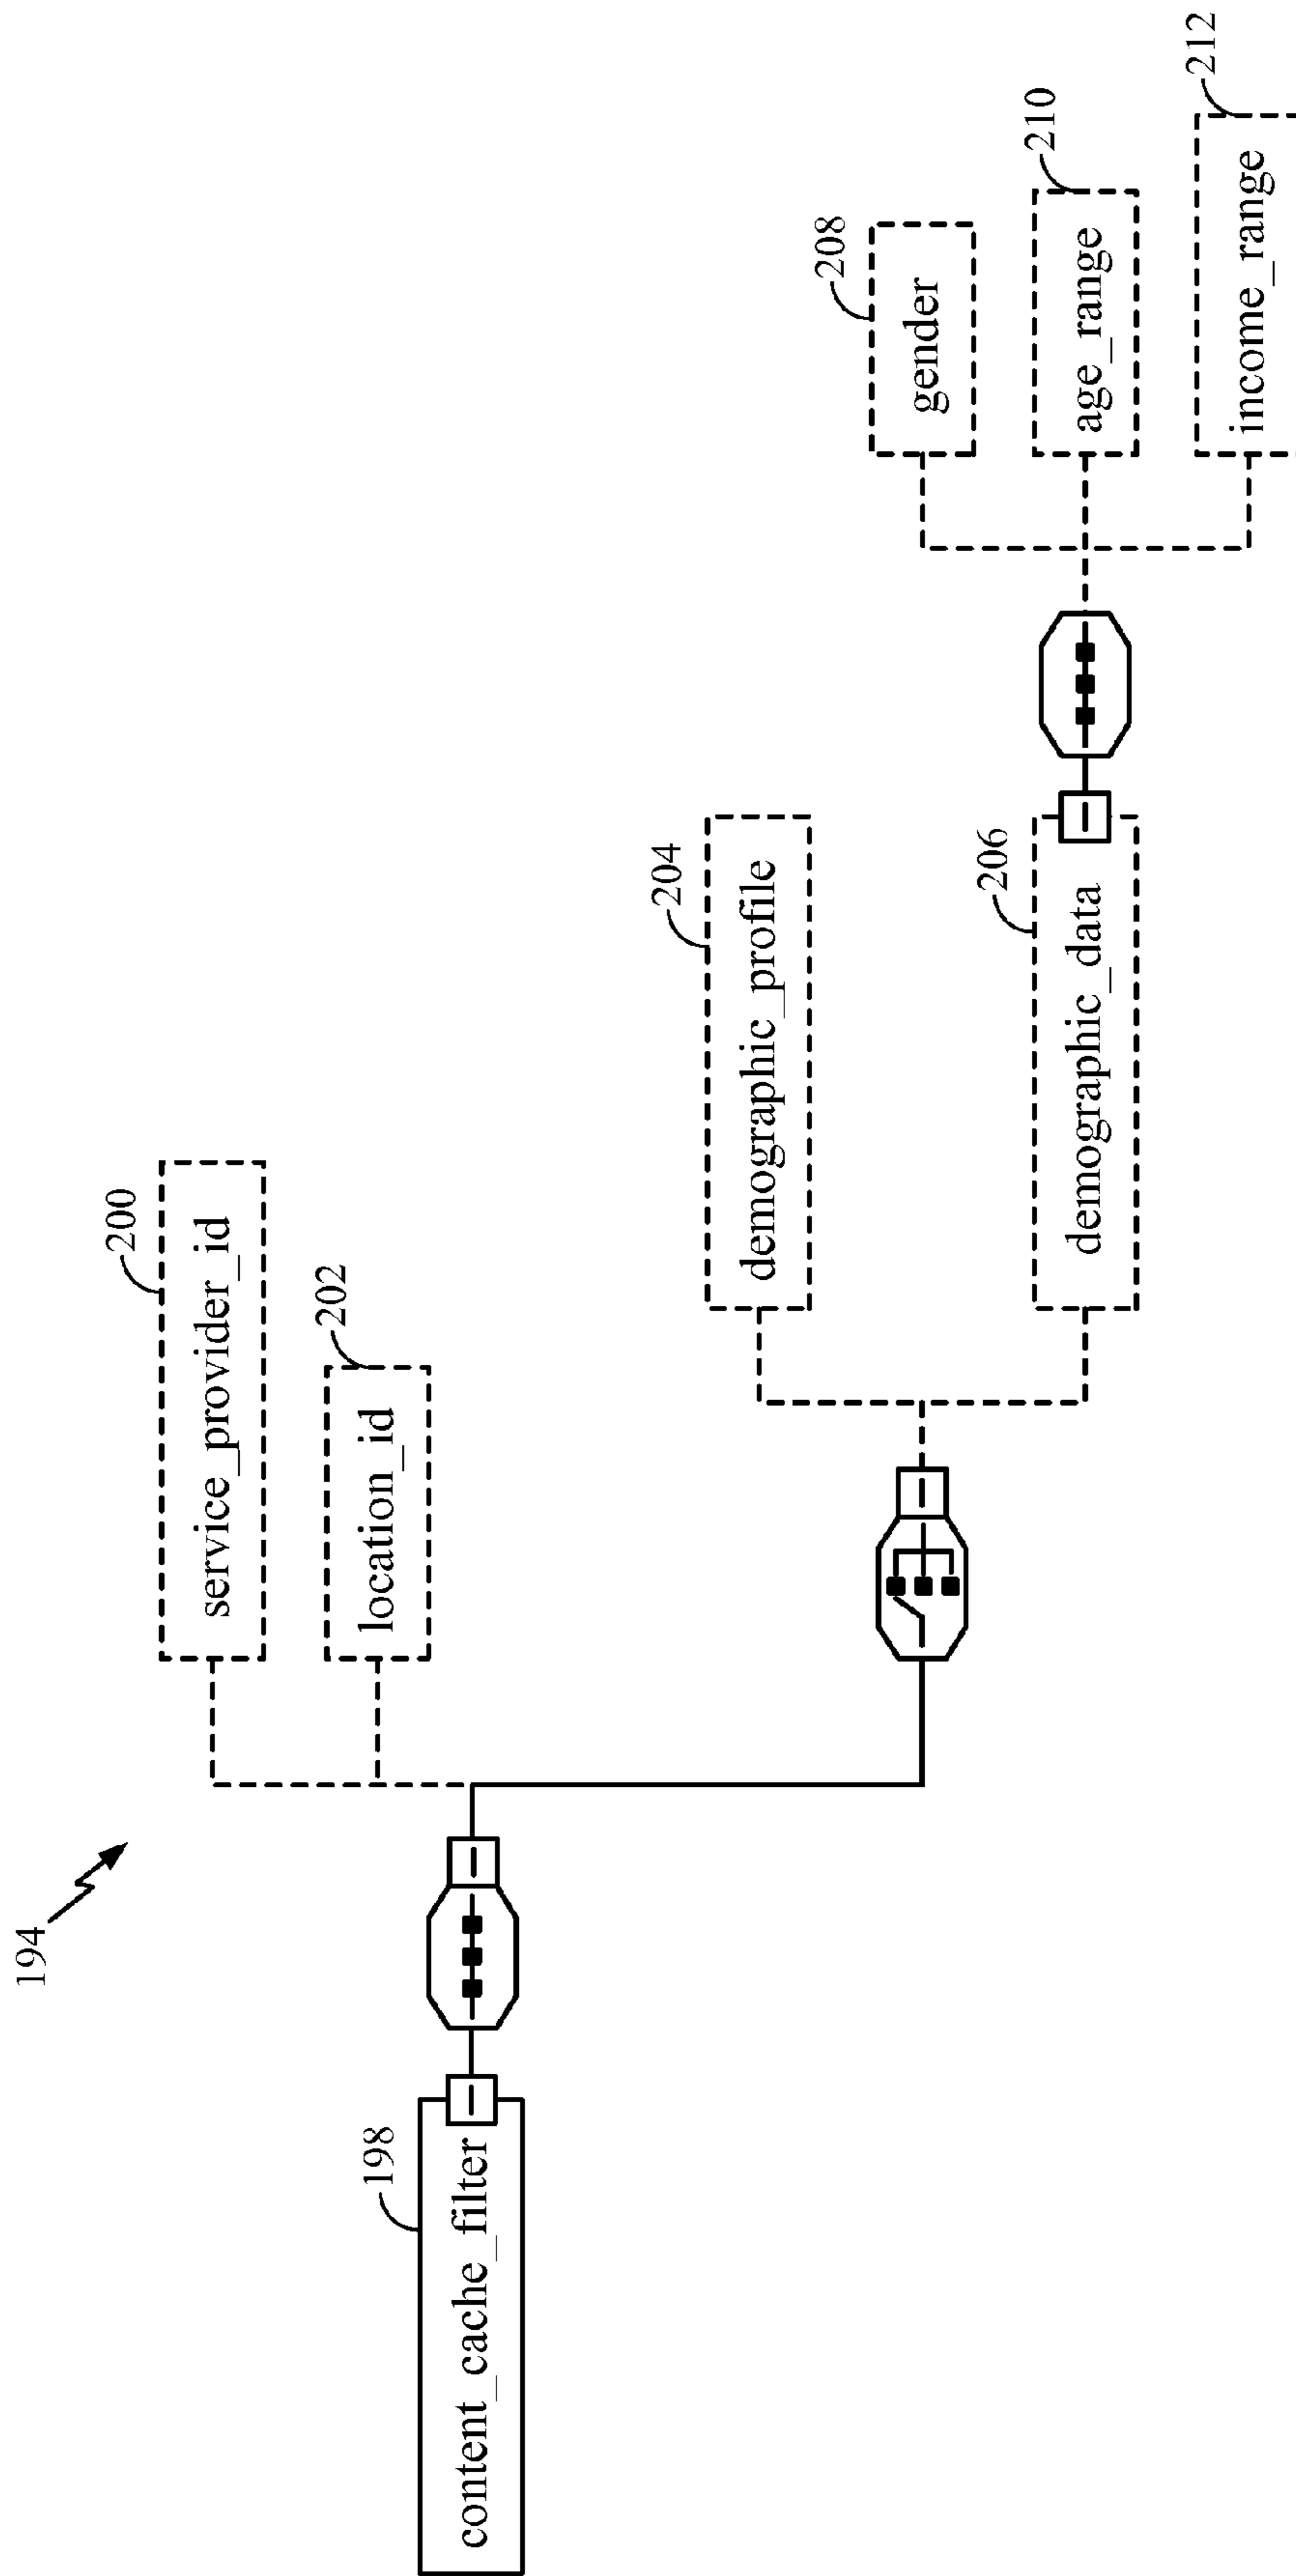 194
198
content_cache_filter
200
service_provider_id
202
location_id
204
demographic_profile
206
demographic_data
208
gender
210
age_range
212
income_range